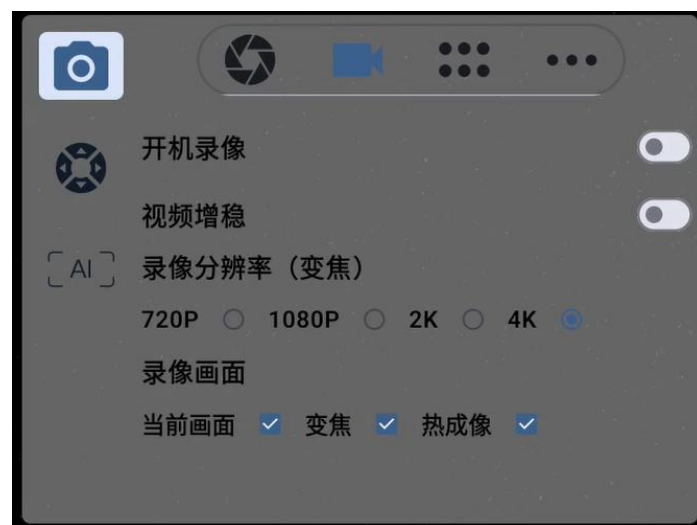 开机录像
视频增稳
AI 录像分辨率（变焦）
720P 1080P 2K 4K
录像画面
当前画面 变焦 热成像